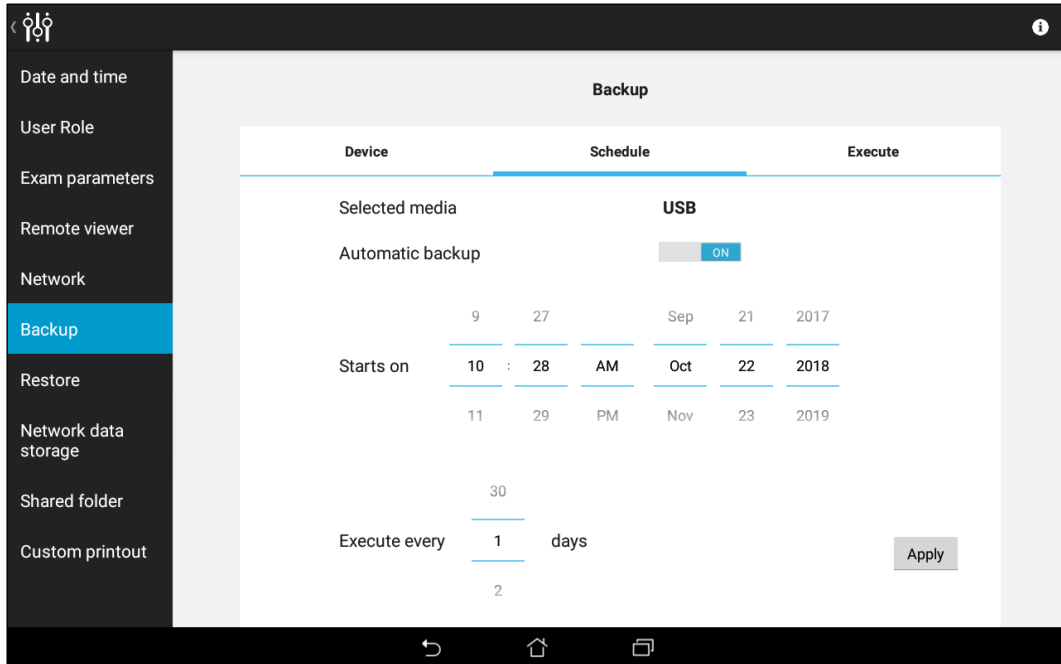 Date and time
User Role
Exam parameters
Remote viewer
Network
Backup
Restore
Network data
storage
Shared folder
Custom printout
Backup
Device Schedule Execute
Selected media USB
Automatic backup ON
9 27 Sep 21 2017
Starts on 10 : 28 AM Oct 22 2018
11 29 PM Nov 23 2019
30
Execute every 1 days
Apply
2